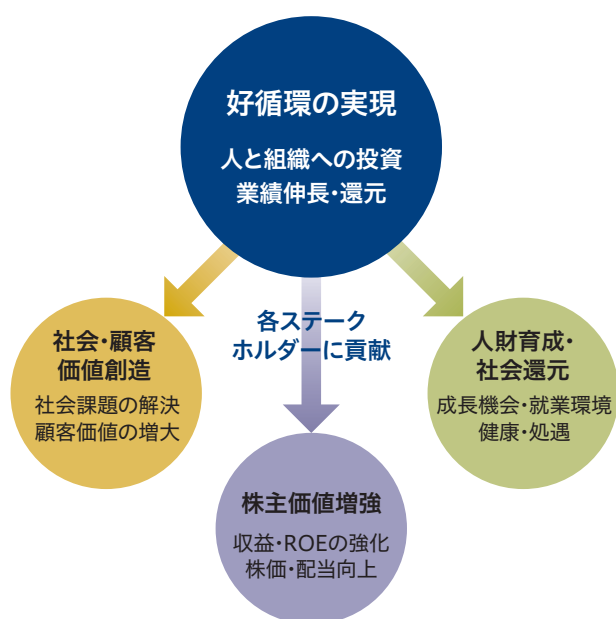 好循環の実現
人と組織への投資
業績伸長・還元
各ステーク
ホルダーに貢献
社会・顧客
価値創造
社会課題の解決
顧客価値の増大
株主価値増強
収益・ROEの強化
株価・配当向上
人財育成・
社会還元
成長機会・就業環境
健康・処遇